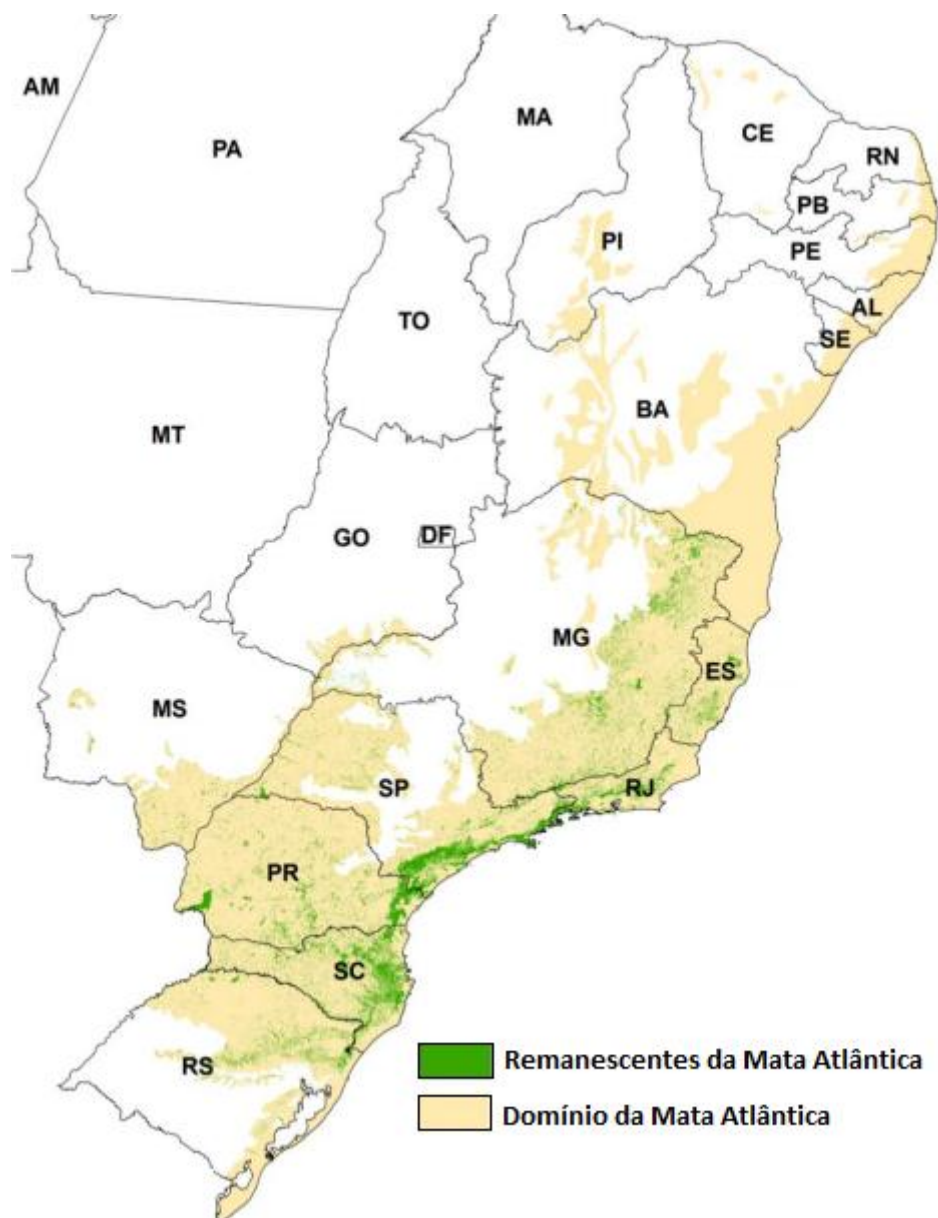 AM
PA
MA
CE
RN
PB
PI
PE
TO
AL
SE
BA
MT
GO
DF
MG
ES
MS
SP
RJ
PR
SC
RS
Remanescentes da Mata Atlântica
Domínio da Mata Atlântica